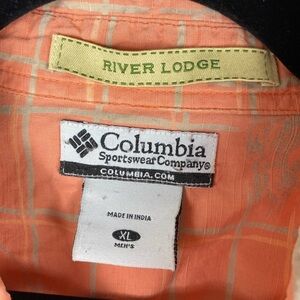 RIVER LODGE
Columbia
Sportswear Company®
COLUMBIA.COM
MADE IN INDIA
XL
MEN'S